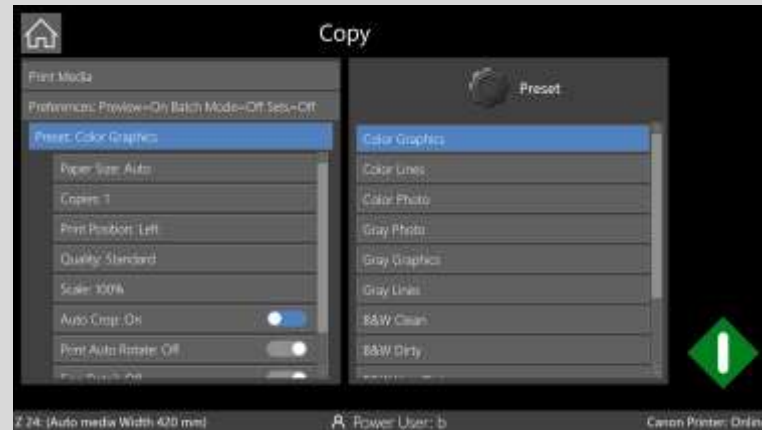 Copy
Print Media
Preferences: Preview=On Batch Mode=Off Sets=Off
Preset: Color Graphics
Paper Size: Auto
Copies: 1
Print Position: Left
Quality: Standard
Scale: 100%
Auto Crop: On
Print Auto Rotate: Off
Preset
Color Graphics
Color Lines
Color Photo
Gray Photo
Gray Graphics
Gray Lines
B&W Clean
B&W Dirty
Z 24: (Auto media Width 420 mm)
Power User: b
Canon Printer: Online